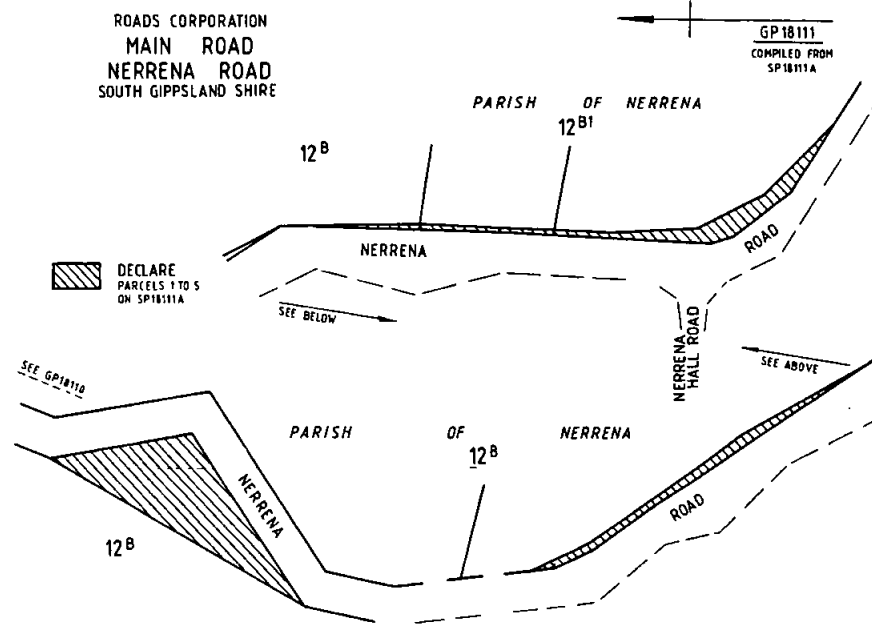 ROADS CORPORATION
MAIN ROAD
NERRENA ROAD
SOUTH GIPPSLAND SHIRE
GP18111
COMPILED FROM
SP18111A
PARISH OF NERRENA
12B1
12B
NERRENA
ROAD
DECLARE
PARCELS 1 TO 5
ON SP18111A
SEE BELOW
NERRENA
HALL ROAD
SEE ABOVE
SEE GP18110
PARISH OF NERRENA
12B
NERRENA
ROAD
12B